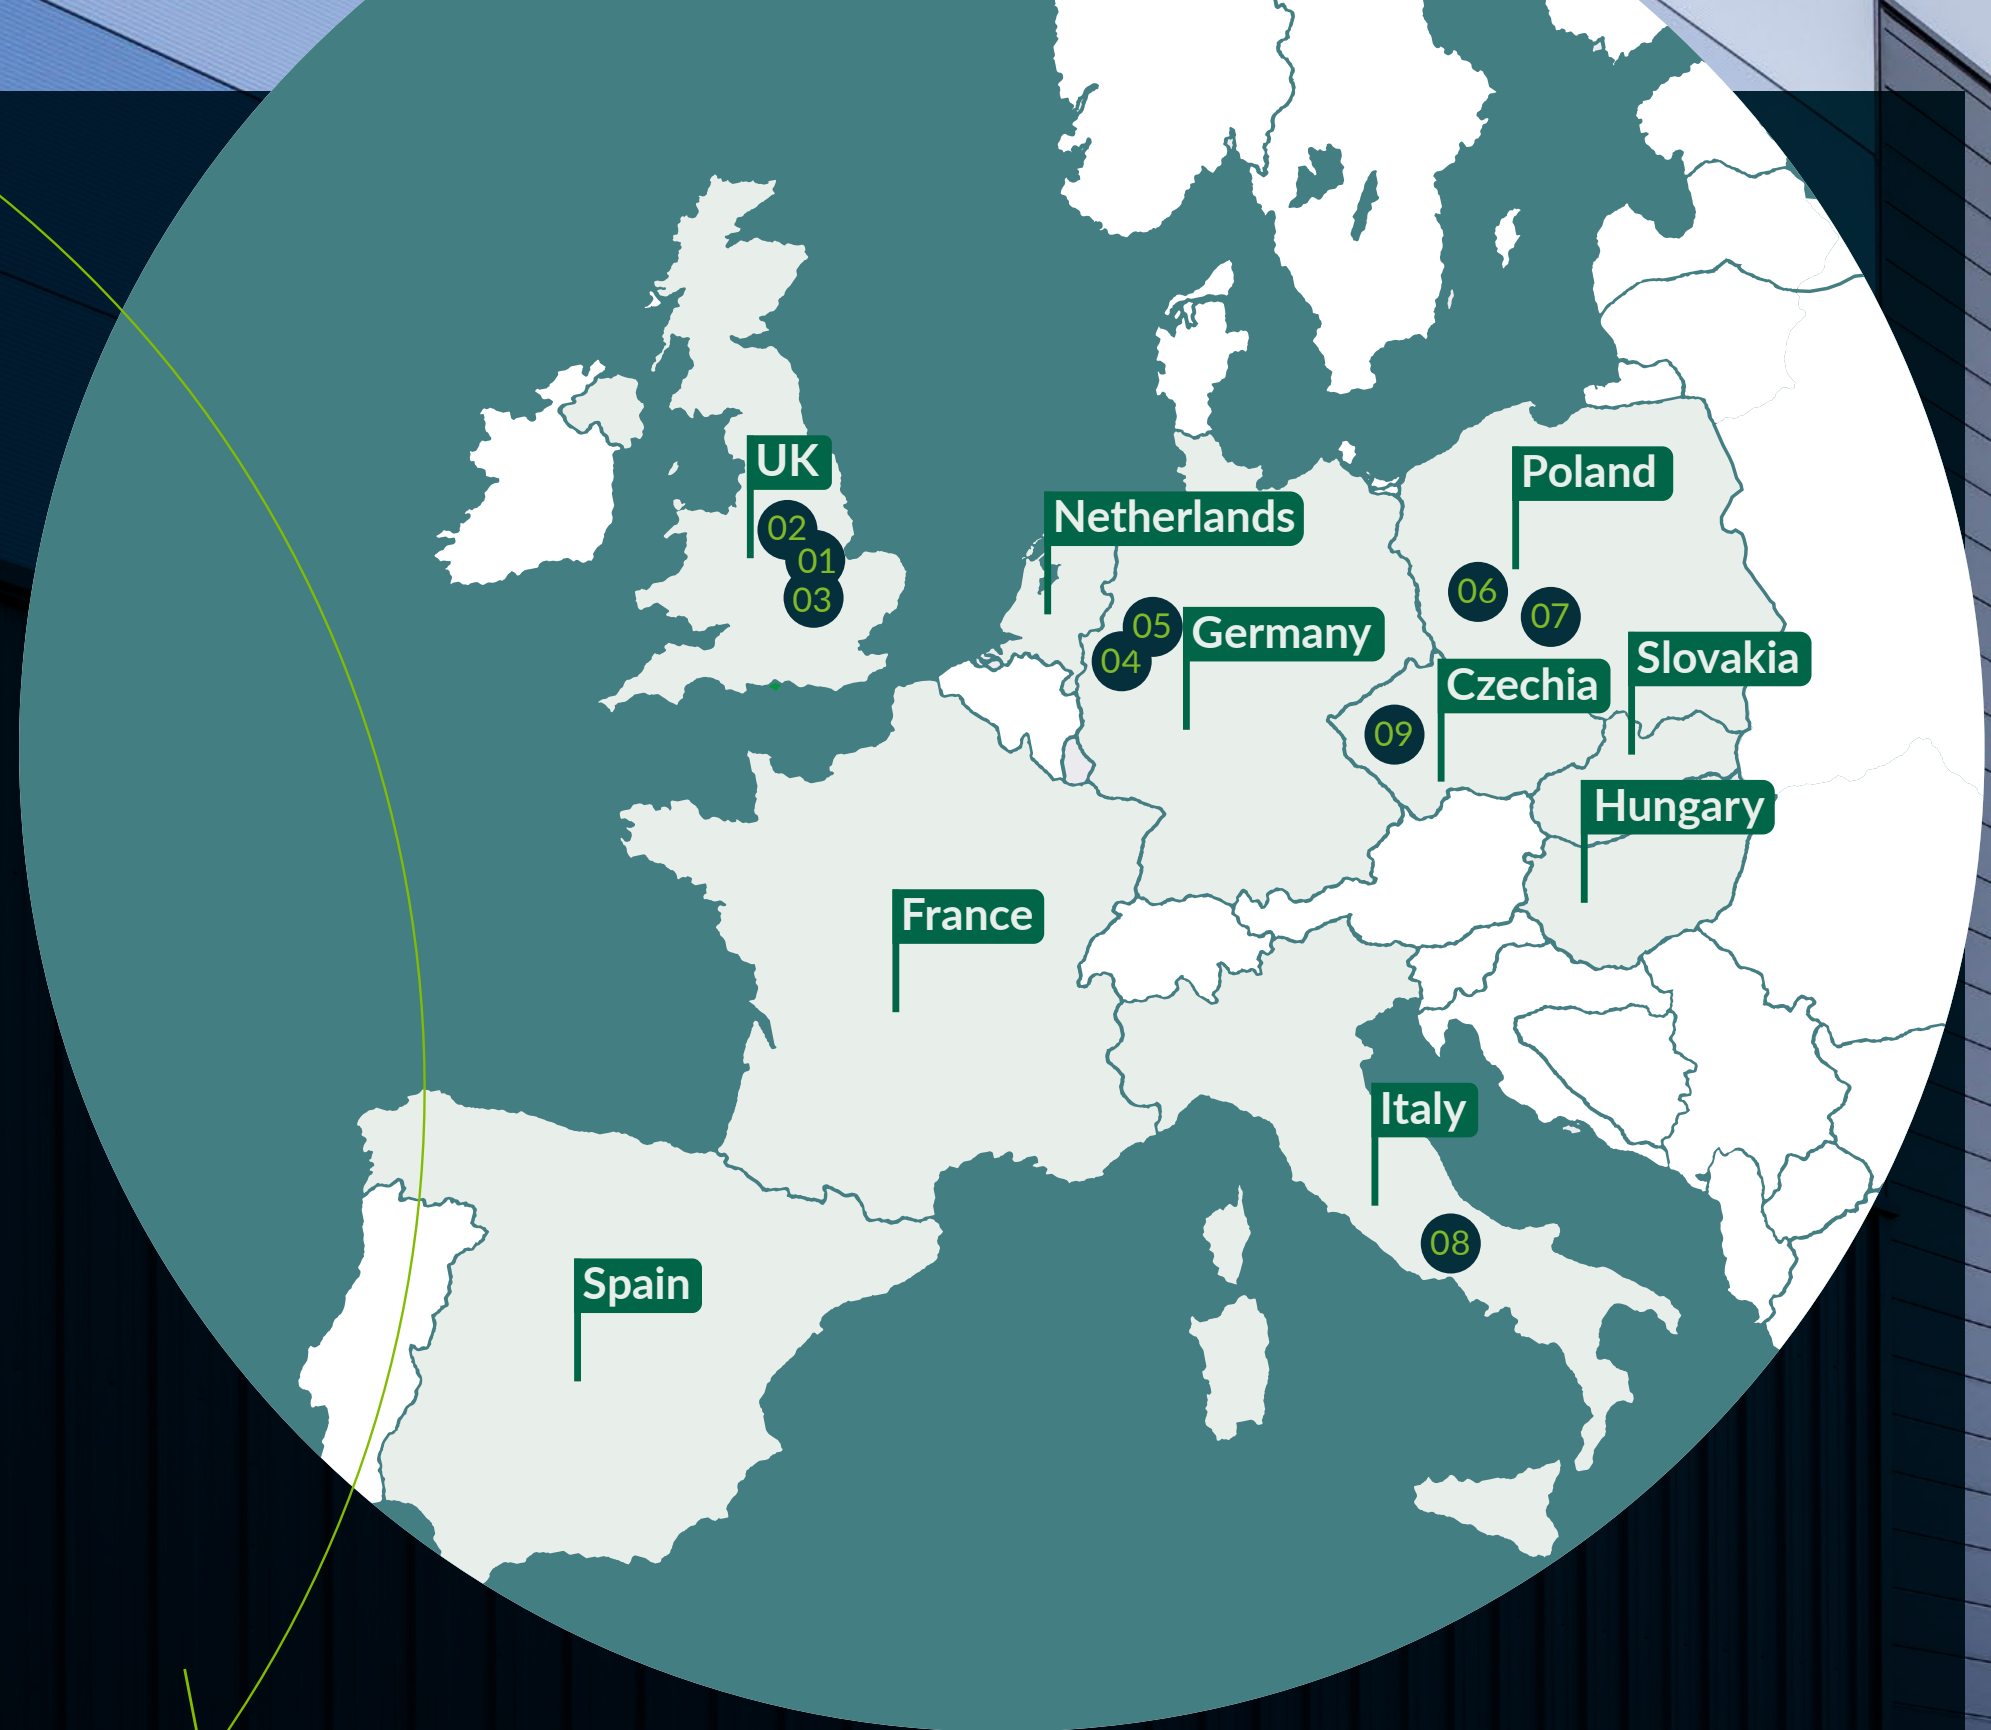 UK
02
01
03
Netherlands
Poland
06
07
05
04
Germany
Slovakia
Czechia
09
Hungary
France
Italy
08
Spain